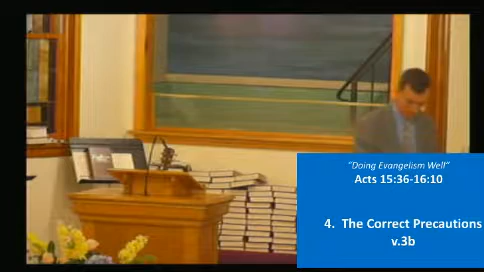 "Doing Evangelism Well"
Acts 15:36-16:10
4. The Correct Precautions
v.3b